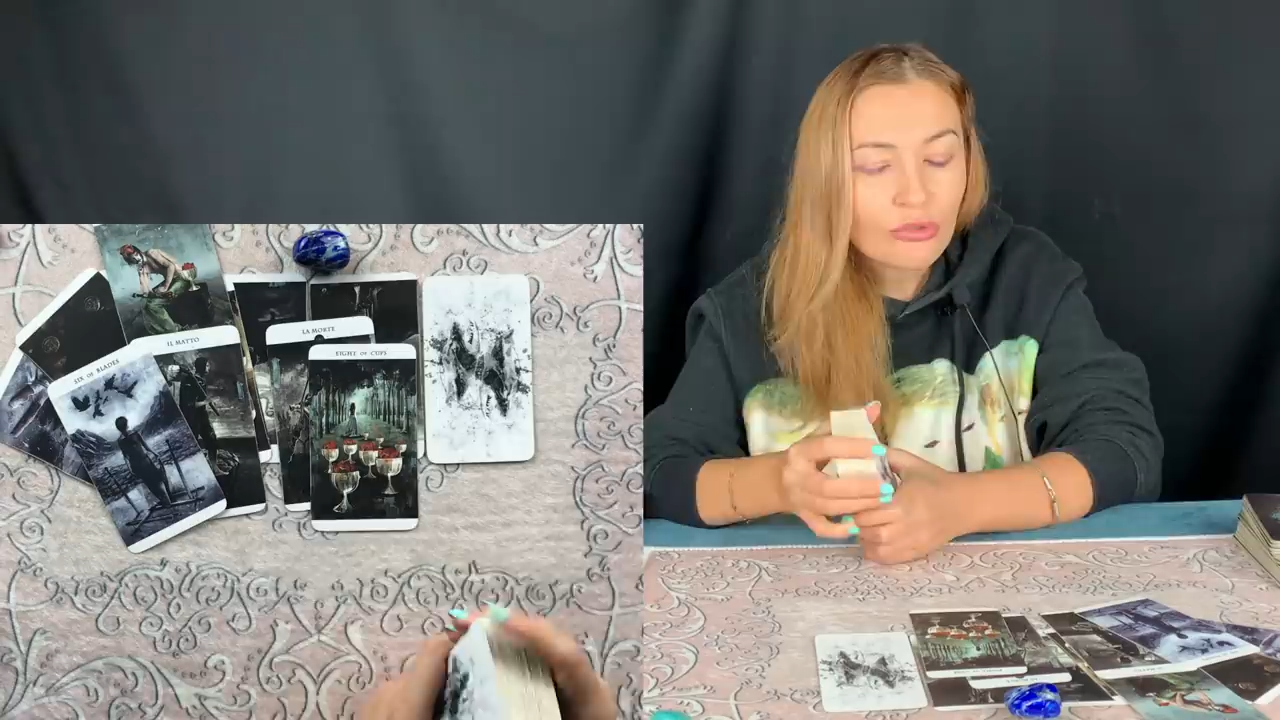 LA MORTE
IL MATTO
EIGHT OF CUPS
SIX OF BLADES